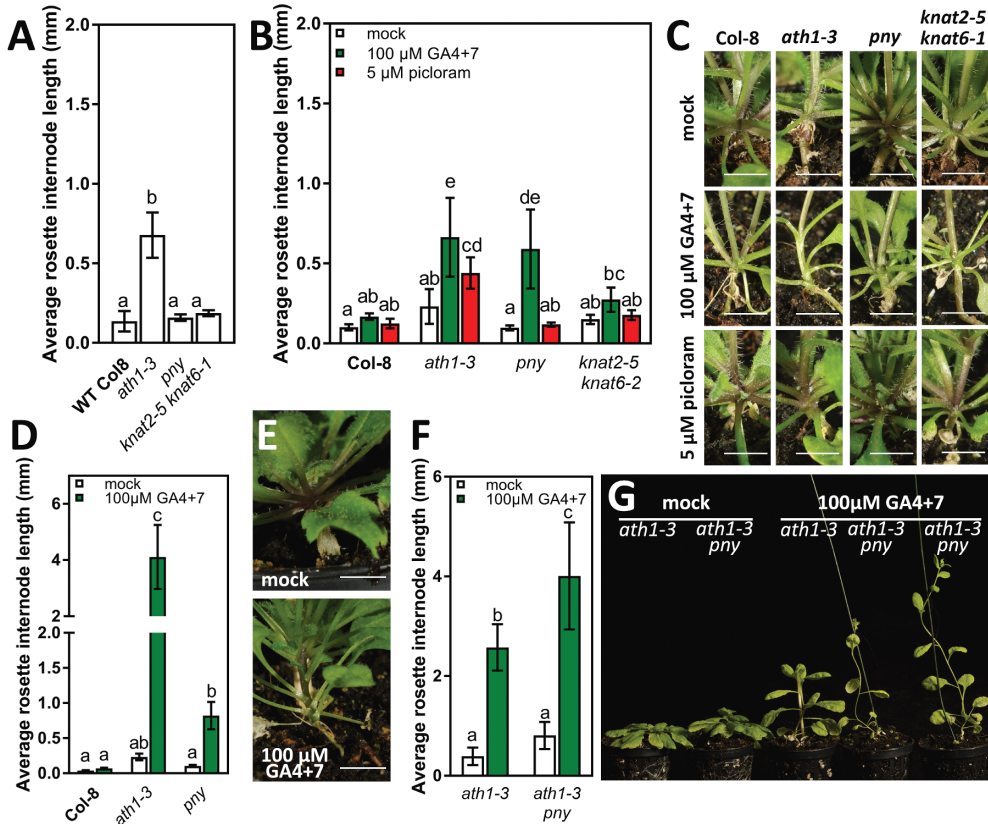 A
Average rosette internode length (mm)
2.0
1.5
1.0
0.5
0.0
a
b
a
a
WT Col8
ath1-3
pny
knat2-5 knat6-1
B
Average rosette internode length (mm)
2.0
1.5
1.0
0.5
0.0
mock
100 µM GA4+7
5 µM picloram
a
ab
ab
ab
e
cd
a
de
ab
ab
bc
ab
Col-8
ath1-3
pny
knat2-5
knat6-2
C
Col-8
ath1-3
pny
knat2-5
knat6-1
mock
100 µM GA4+7
5 µM picloram
D
Average rosette internode length (mm)
6
4
2
2.0
1.5
1.0
0.5
0.0
mock
100µM GA4+7
a
a
ab
c
a
b
Col-8
ath1-3
pny
E
mock
100 µM
GA4+7
F
Average rosette internode length (mm)
6
4
2
0
mock
100µM GA4+7
a
b
a
c
ath1-3
ath1-3
pny
G
mock
100µM GA4+7
ath1-3
ath1-3
pny
ath1-3
ath1-3
pny
ath1-3
pny